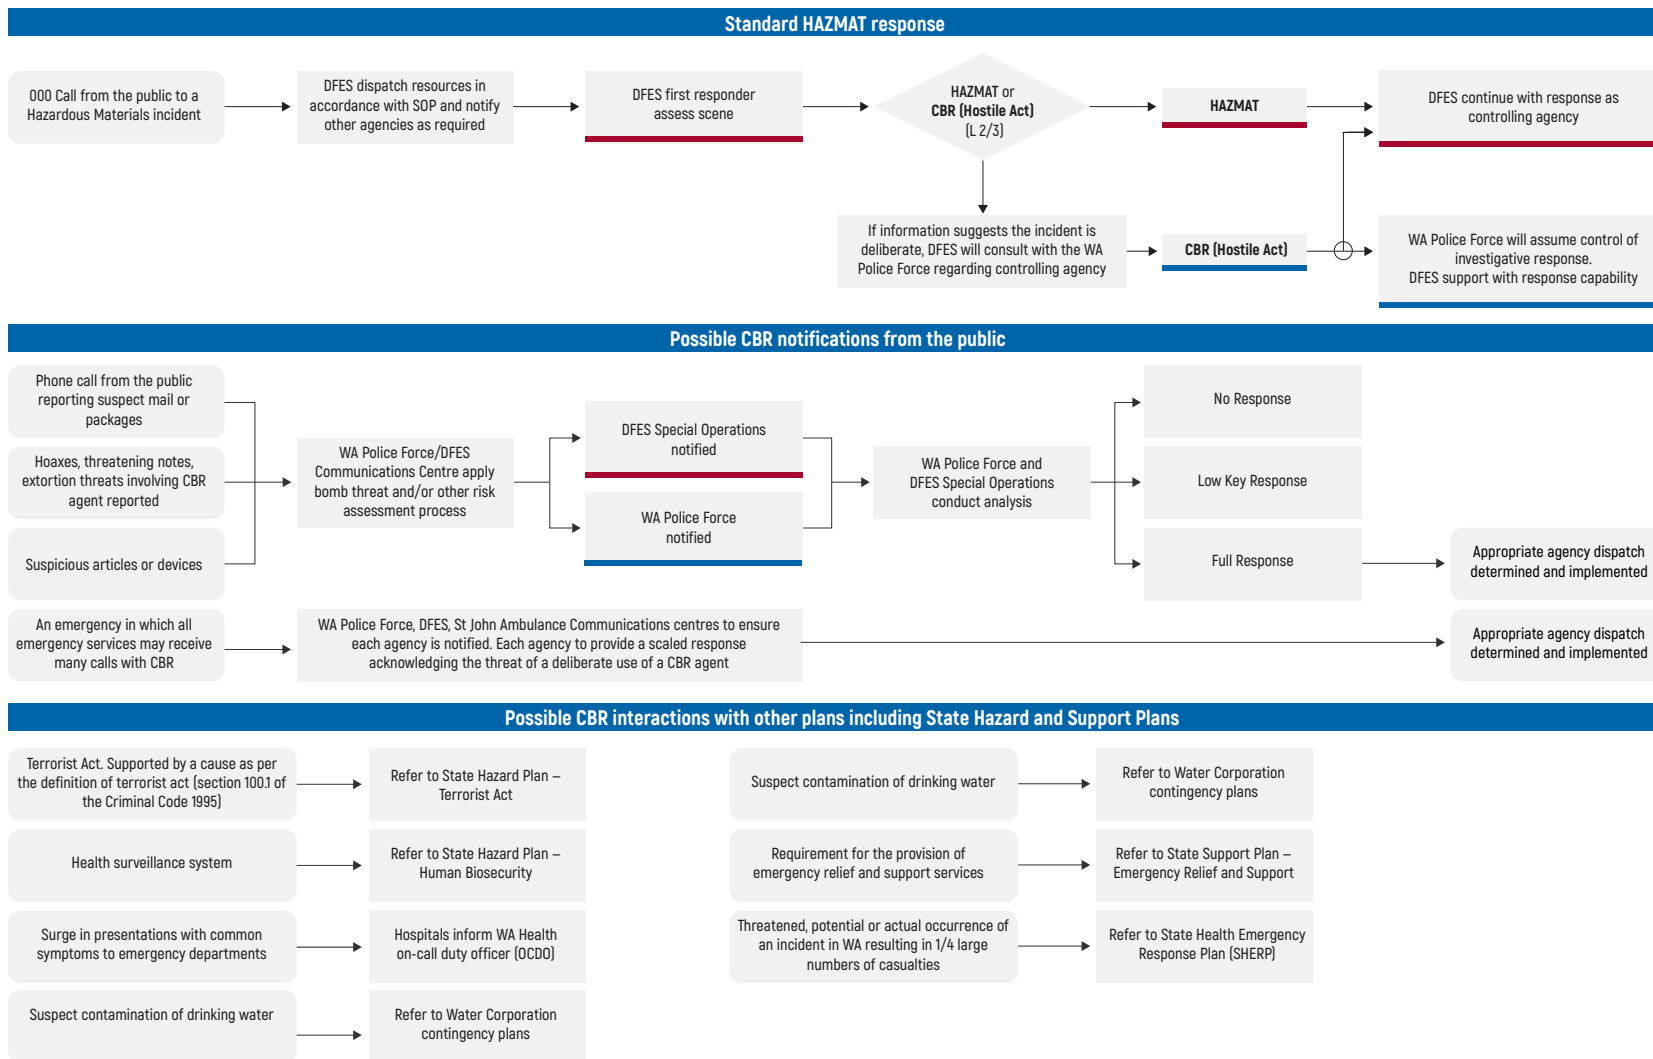 Standard HAZMAT response
000 Call from the public to a
Hazardous Materials incident
DFES dispatch resources in
accordance with SOP and notify
other agencies as required
DFES first responder
assess scene
HAZMAT or
CBR (Hostile Act)
(L 2/3)
HAZMAT
DFES continue with response as
controlling agency
If information suggests the incident is
deliberate, DFES will consult with the WA
Police Force regarding controlling agency
CBR (Hostile Act)
WA Police Force will assume control of
investigative response.
DFES support with response capability
Possible CBR notifications from the public
Phone call from the public
reporting suspect mail or
packages
Hoaxes, threatening notes,
extortion threats involving CBR
agent reported
Suspicious articles or devices
WA Police Force/DFES
Communications Centre apply
bomb threat and/or other risk
assessment process
DFES Special Operations
notified
WA Police Force
notified
WA Police Force and
DFES Special Operations
conduct analysis
No Response
Low Key Response
Full Response
Appropriate agency dispatch
determined and implemented
An emergency in which all
emergency services may receive
many calls with CBR
WA Police Force, DFES, St John Ambulance Communications centres to ensure
each agency is notified. Each agency to provide a scaled response
acknowledging the threat of a deliberate use of a CBR agent
Appropriate agency dispatch
determined and implemented
Possible CBR interactions with other plans including State Hazard and Support Plans
Terrorist Act. Supported by a cause as per
the definition of terrorist act (section 100.1 of
the Criminal Code 1995)
Refer to State Hazard Plan –
Terrorist Act
Health surveillance system
Refer to State Hazard Plan –
Human Biosecurity
Surge in presentations with common
symptoms to emergency departments
Hospitals inform WA Health
on-call duty officer (OCDO)
Suspect contamination of drinking water
Refer to Water Corporation
contingency plans
Suspect contamination of drinking water
Refer to Water Corporation
contingency plans
Requirement for the provision of
emergency relief and support services
Refer to State Support Plan –
Emergency Relief and Support
Threatened, potential or actual occurrence of
an incident in WA resulting in 1/4 large
numbers of casualties
Refer to State Health Emergency
Response Plan (SHERP)